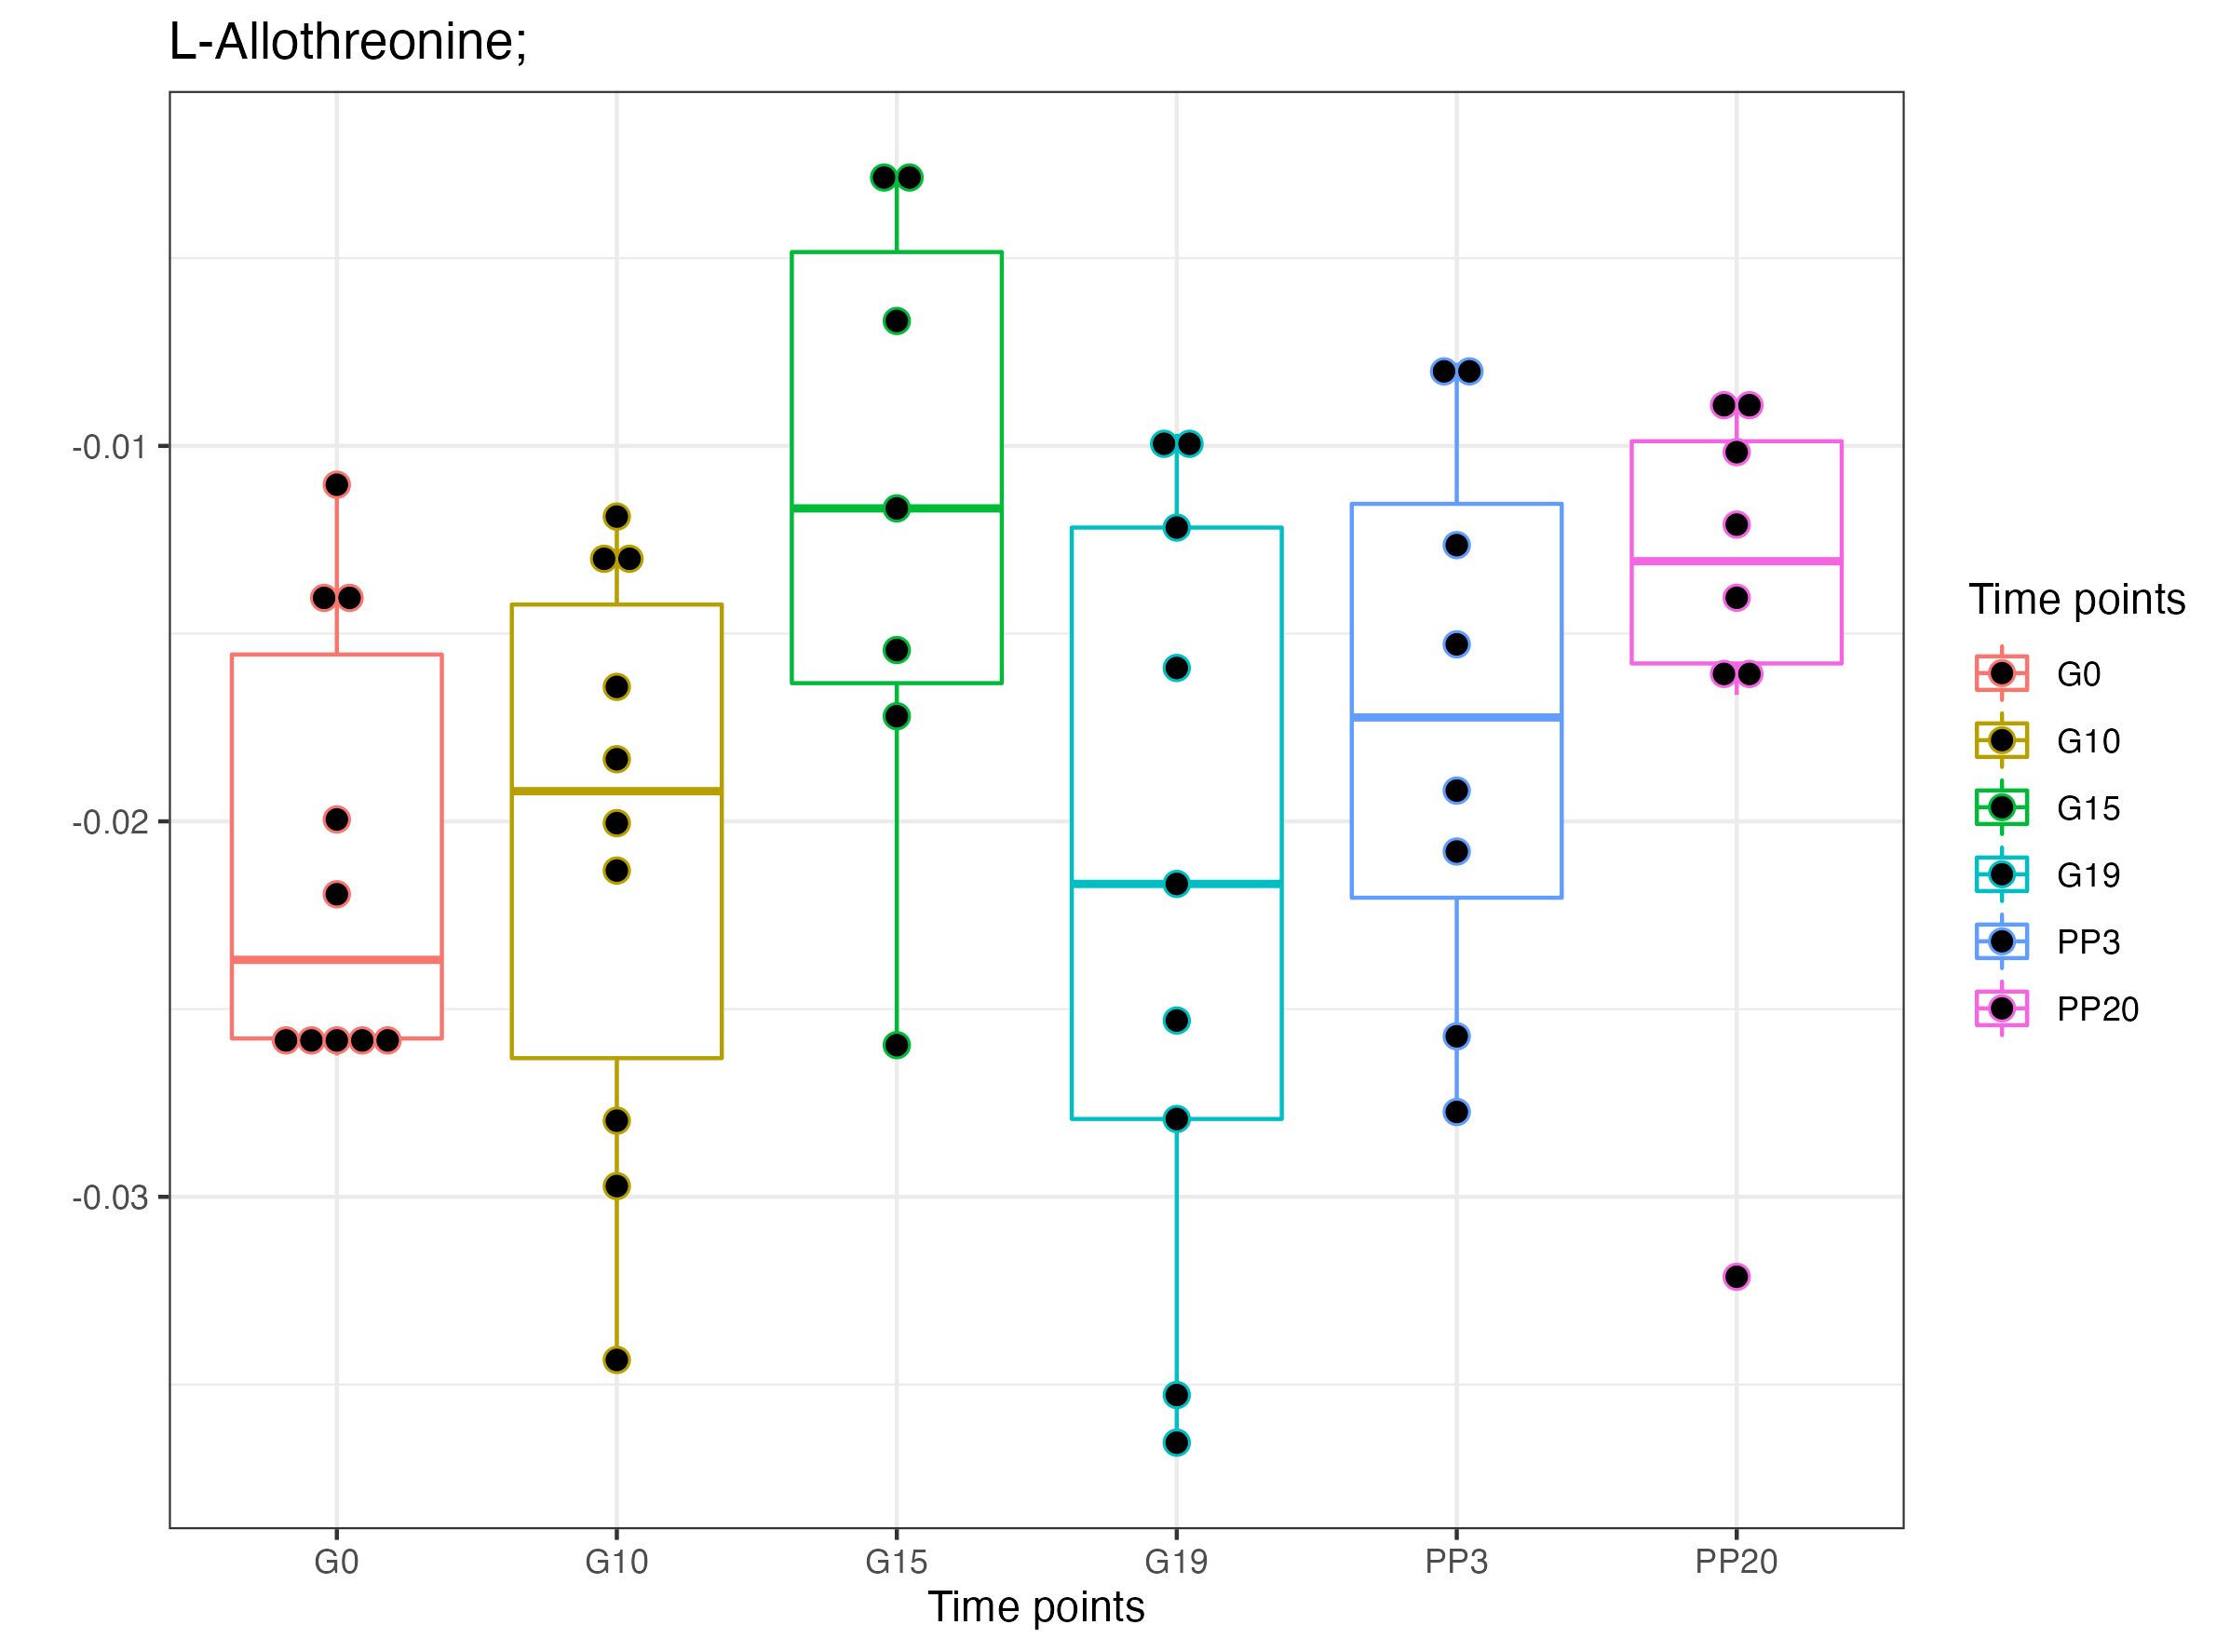 L-Allothreonine;
-0.01
-0.02
-0.03
G0 G10 G15 G19 PP3 PP20
Time points
Time points
G0
G10
G15
G19
PP3
PP20